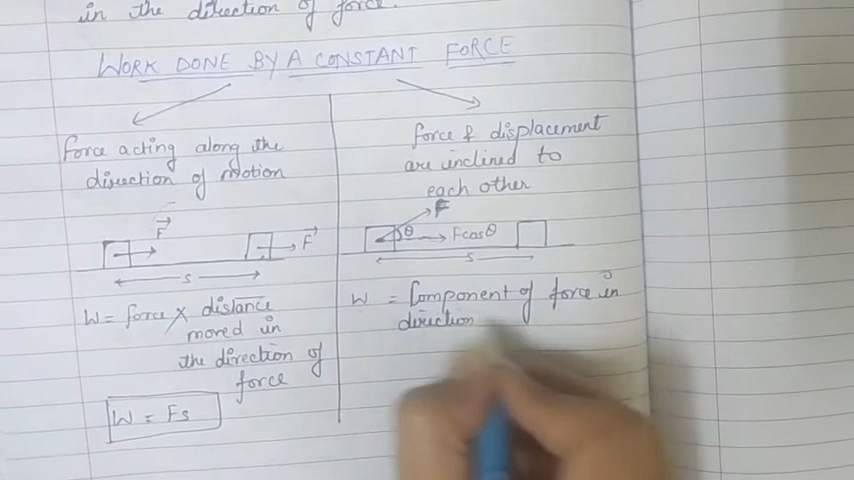 in the direction of force.
WORK DONE BY A CONSTANT FORCE
force acting along the
direction of motion
F
F
s
W = force X distance
moved in
the direction of
force
W = Fs
force & displacement
are inclined to
each other
F
θ
Fcosθ
s
W = Component of force in
direction